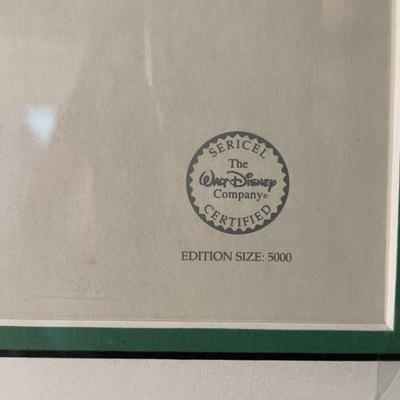 SERICEL
The
Walt Disney
Company©
CERTIFIED
EDITION SIZE: 5000